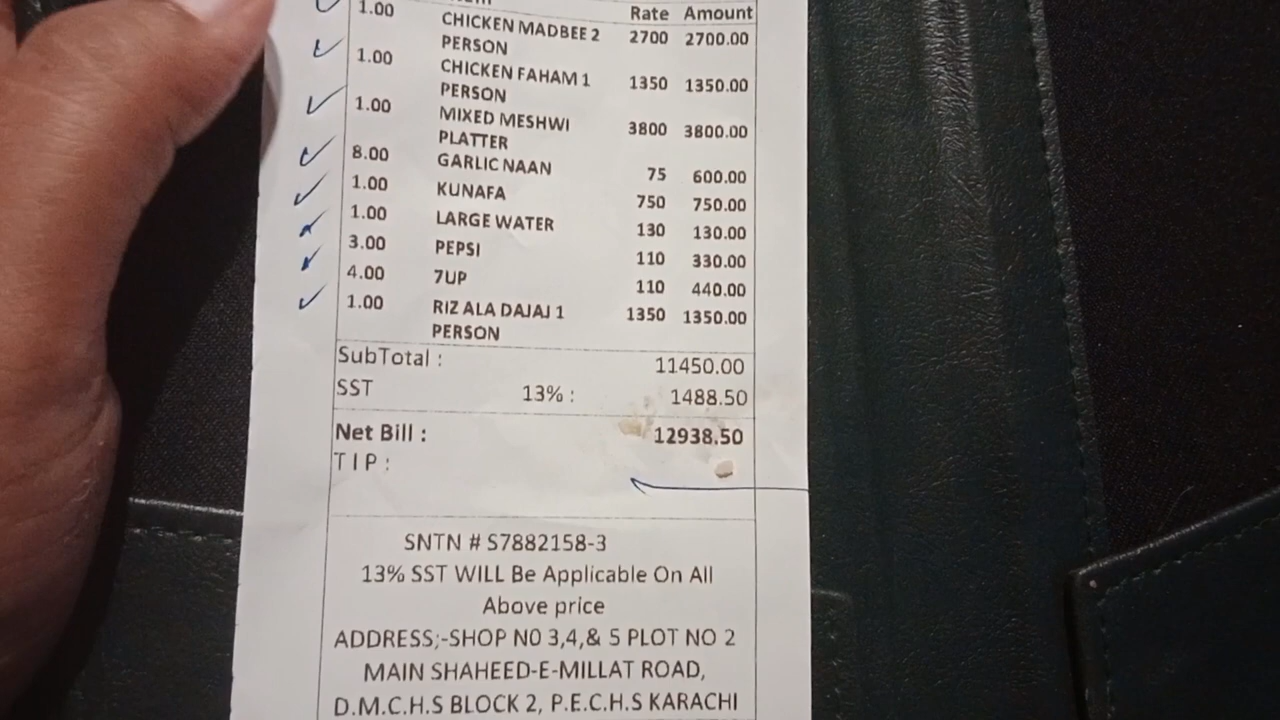 Rate Amount
1.00 CHICKEN MADBEE 2 2700 2700.00
PERSON
1.00 CHICKEN FAHAM 1 1350 1350.00
PERSON
1.00 MIXED MESHWI 3800 3800.00
PLATTER
8.00 GARLIC NAAN 75 600.00
1.00 KUNAFA 750 750.00
1.00 LARGE WATER 130 130.00
3.00 PEPSI 110 330.00
4.00 7UP 110 440.00
1.00 RIZ ALA DAJAJ 1 1350 1350.00
PERSON
SubTotal : 11450.00
SST 13% : 1488.50
Net Bill : 12938.50
TIP :
SNTN # S7882158-3
13% SST WILL Be Applicable On All
Above price
ADDRESS;-SHOP N0 3,4,& 5 PLOT NO 2
MAIN SHAHEED-E-MILLAT ROAD,
D.M.C.H.S BLOCK 2, P.E.C.H.S KARACHI